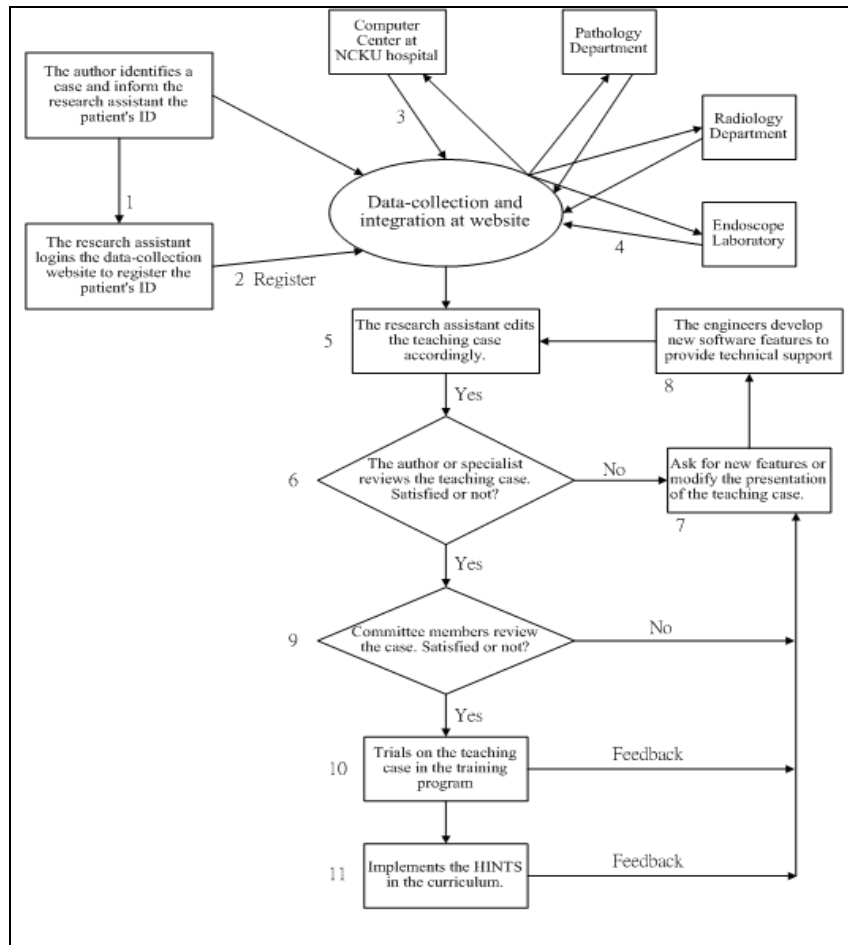 Computer
Center at
NCKU hospital
Pathology
Department
The author identifies a
case and inform the
research assistant the
patient's ID
3
Radiology
Department
1
Data-collection and
integration at website
Endoscope
Laboratory
The research assistant
logins the data-collection
website to register the
patient's ID
2 Register
4
5
The research assistant edits
the teaching case
accordingly.
The engineers develop
new software features to
provide technical support
8
Yes
6
The author or specialist
reviews the teaching case.
Satisfied or not?
No
Ask for new features or
modify the presentation
of the teaching case.
7
Yes
9
Committee members review
the case. Satisfied or not?
No
Yes
10
Trials on the teaching
case in the training
program
Feedback
11
Implements the HINTS
in the curriculum.
Feedback